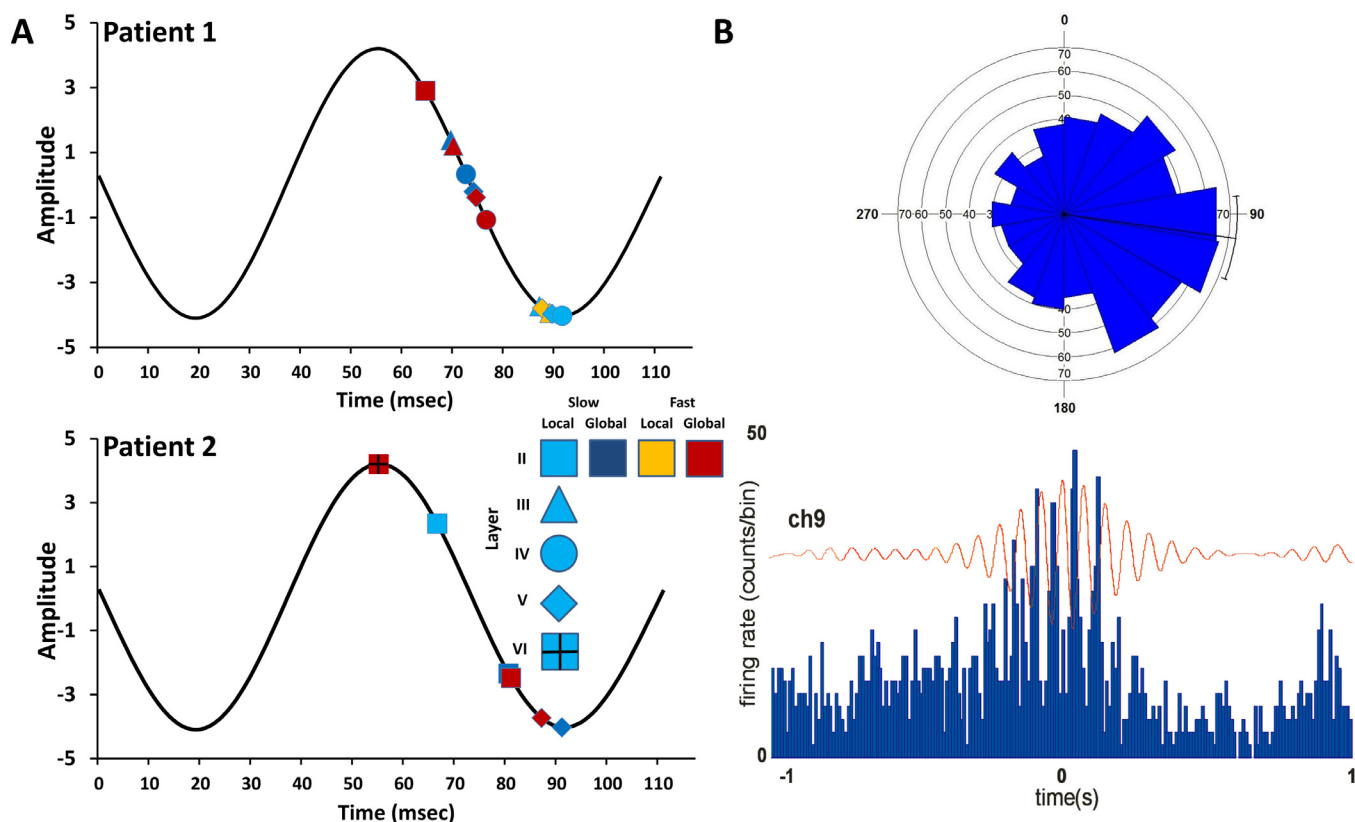 A
Patient 1
5
3
1
-1
-3
-5
Amplitude
0 10 20 30 40 50 60 70 80 90 100 110
Time (msec)
Patient 2
5
3
1
-1
-3
-5
Amplitude
0 10 20 30 40 50 60 70 80 90 100 110
Time (msec)
Slow Fast
Local Global Local Global
Layer
II
III
IV
V
VI
B
0
70
60
50
40
270 70 60 50 40 3 70 90
40
50
60
70
180
50
ch9
firing rate (counts/bin)
0
-1 0 1
time(s)